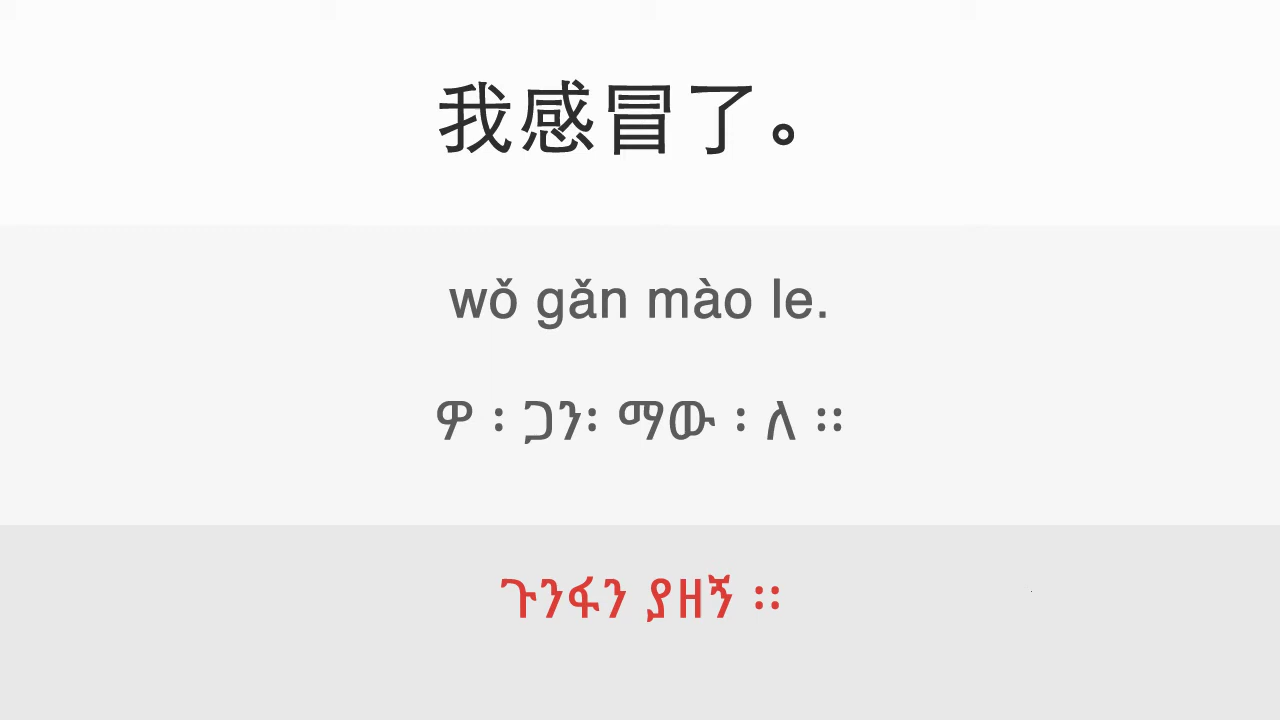 我感冒了。
wǒ gǎn mào le.
ዎ ፡ ጋን፡ ማው ፡ ለ ።
ጉንፋን ያዘኝ ።